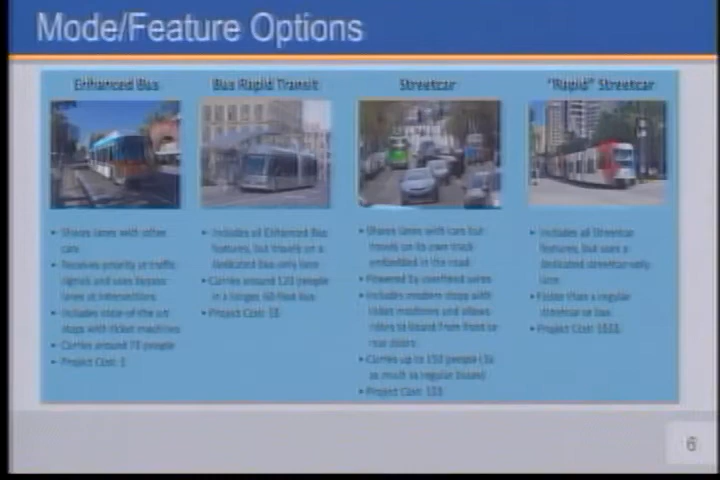 Mode/Feature Options
Enhanced Bus
Bus Rapid Transit
Streetcar
"Rapid" Streetcar
• Shares lanes with other
cars
• Receives priority at traffic
signals and uses bypass
lanes at intersections
• Includes state-of-the-art
stops with ticket machines
• Carries around 70 people
• Project Cost: $
• Includes all Enhanced Bus
features, but travels on a
dedicated bus-only lane
• Carries around 120 people
in a longer, 60-foot bus
• Project Cost: $$
• Shares lanes with cars but
travels on its own track
embedded in the road
• Powered by overhead wires
• Includes modern stops with
ticket machines and allows
riders to board from front or
rear doors
• Carries up to 150 people (3x
as much as regular buses)
• Project Cost: $$$
• Includes all Streetcar
features, but uses a
dedicated streetcar-only
lane
• Faster than a regular
streetcar or bus
• Project Cost: $$$$
6